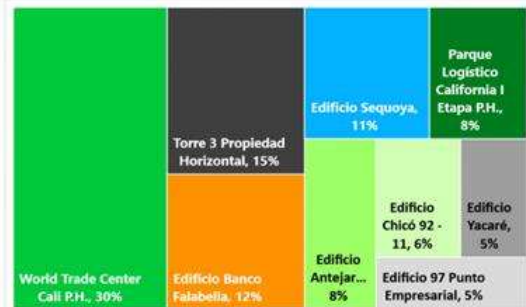 World Trade Center
Cali P.H., 30%
Torre 3 Propiedad
Horizontal, 15%
Edificio Banco
Falabella, 12%
Edificio Sequoya,
11%
Parque
Logístico
California I
Etapa P.H.,
8%
Edificio
Antejar...
8%
Edificio
Chicó 92 -
11, 6%
Edificio
Yacaré,
5%
Edificio 97 Punto
Empresarial, 5%